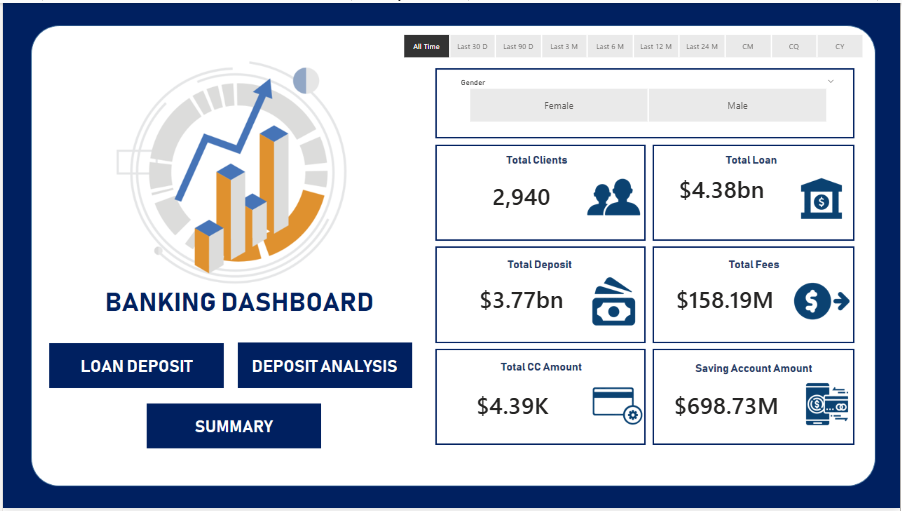 All Time Last 30 D Last 90 D Last 3 M Last 6 M Last 12 M Last 24 M CM CQ CY
Gender
Female Male
Total Clients
2,940
Total Loan
$4.38bn
$
Total Deposit
$3.77bn
Total Fees
$158.19M
$
Total CC Amount
$4.39K
Saving Account Amount
$698.73M
$
BANKING DASHBOARD
LOAN DEPOSIT
DEPOSIT ANALYSIS
SUMMARY